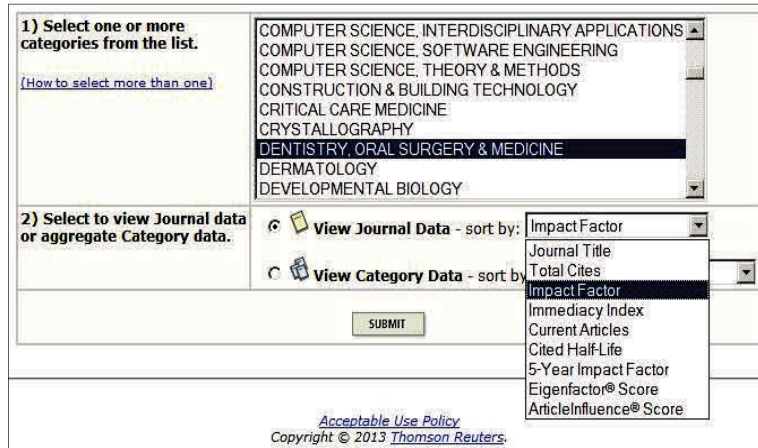 1) Select one or more
categories from the list.
(How to select more than one)
COMPUTER SCIENCE, INTERDISCIPLINARY APPLICATIONS
COMPUTER SCIENCE, SOFTWARE ENGINEERING
COMPUTER SCIENCE, THEORY & METHODS
CONSTRUCTION & BUILDING TECHNOLOGY
CRITICAL CARE MEDICINE
CRYSTALLOGRAPHY
DENTISTRY, ORAL SURGERY & MEDICINE
DERMATOLOGY
DEVELOPMENTAL BIOLOGY
2) Select to view Journal data
or aggregate Category data.
View Journal Data - sort by: Impact Factor
View Category Data - sort by
Journal Title
Total Cites
Impact Factor
Immediacy Index
Current Articles
Cited Half-Life
5-Year Impact Factor
Eigenfactor® Score
ArticleInfluence® Score
SUBMIT
Acceptable Use Policy
Copyright © 2013 Thomson Reuters.